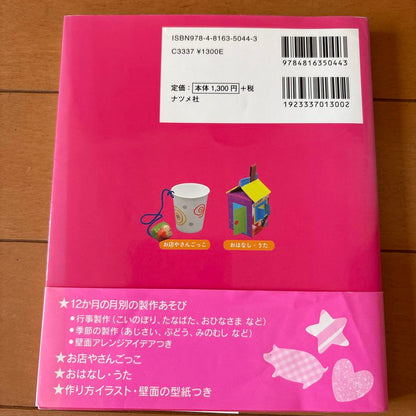 ISBN978-4-8163-5044-3
C3337 ¥1300E
9784816350443
定価：本体1,300円＋税
ナツメ社
1923337013002
お店やさんごっこ
おはなし・うた
★12か月の月別の製作あそび
●行事製作（こいのぼり、たなばた、おひなさま など）
●季節の製作（あじさい、ぶどう、みのむし など）
●壁面アレンジアイデアつき
★お店やさんごっこ
★おはなし・うた
★作り方イラスト・壁面の型紙つき